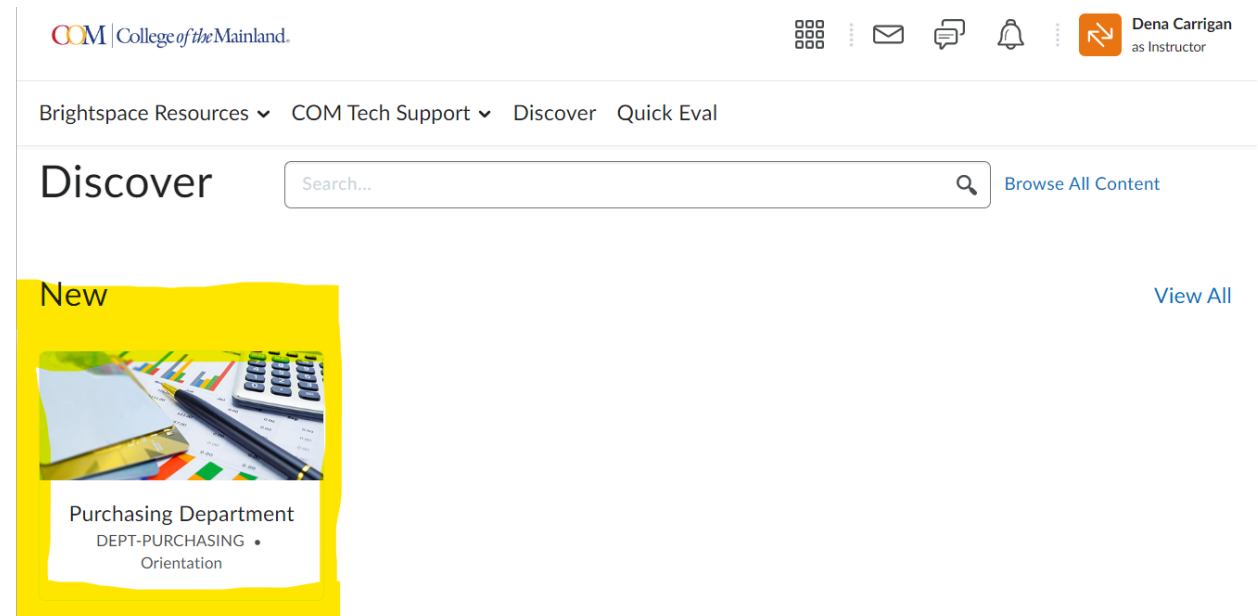 COM College of the Mainland.
Dena Carrigan
as Instructor
Brightspace Resources COM Tech Support Discover Quick Eval
Discover
Search...
Browse All Content
New
View All
Purchasing Department
DEPT-PURCHASING •
Orientation